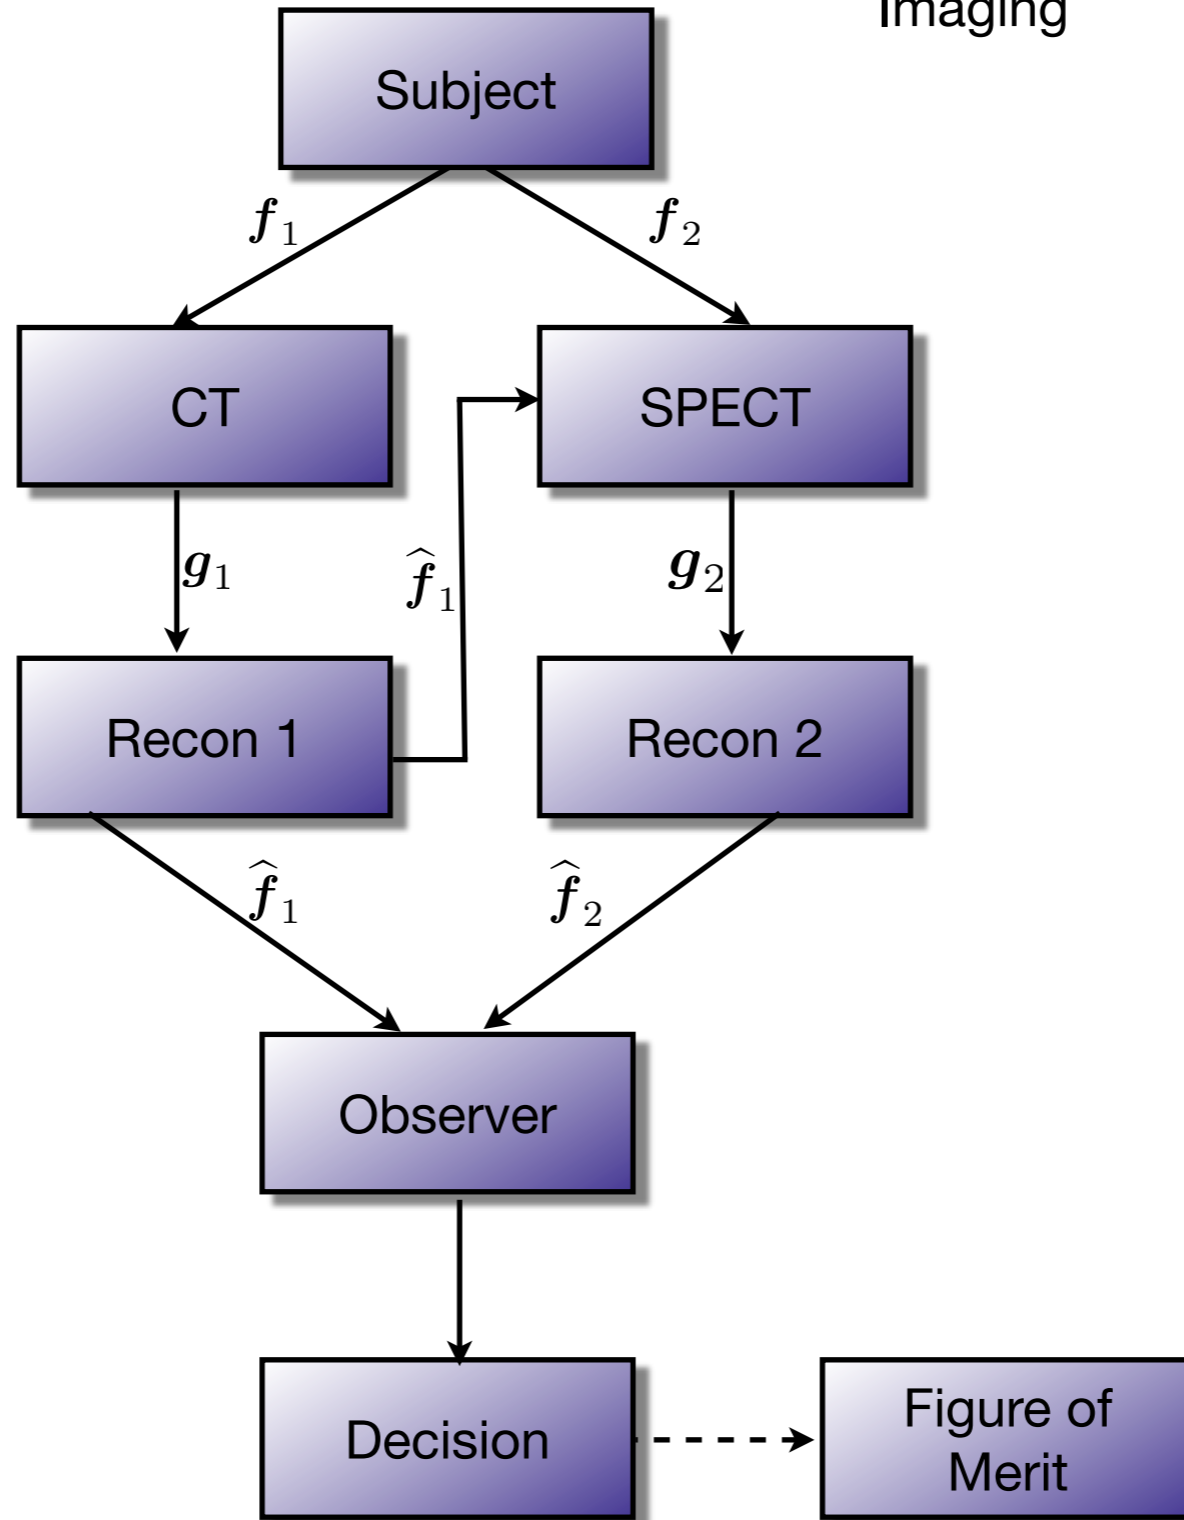 Imaging
Subject
f₁
f₂
CT
SPECT
g₁
f̂₁
g₂
Recon 1
Recon 2
f̂₁
f̂₂
Observer
Decision
Figure of
Merit